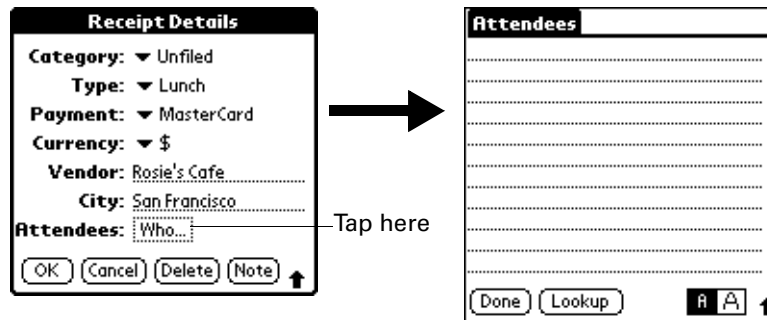 Receipt Details
Category: Unfiled
Type: Lunch
Payment: MasterCard
Currency: $
Vendor: Rosie's Cafe
City: San Francisco
Attendees: Who...
OK Cancel Delete Note
Tap here
Attendees
Done Lookup A A